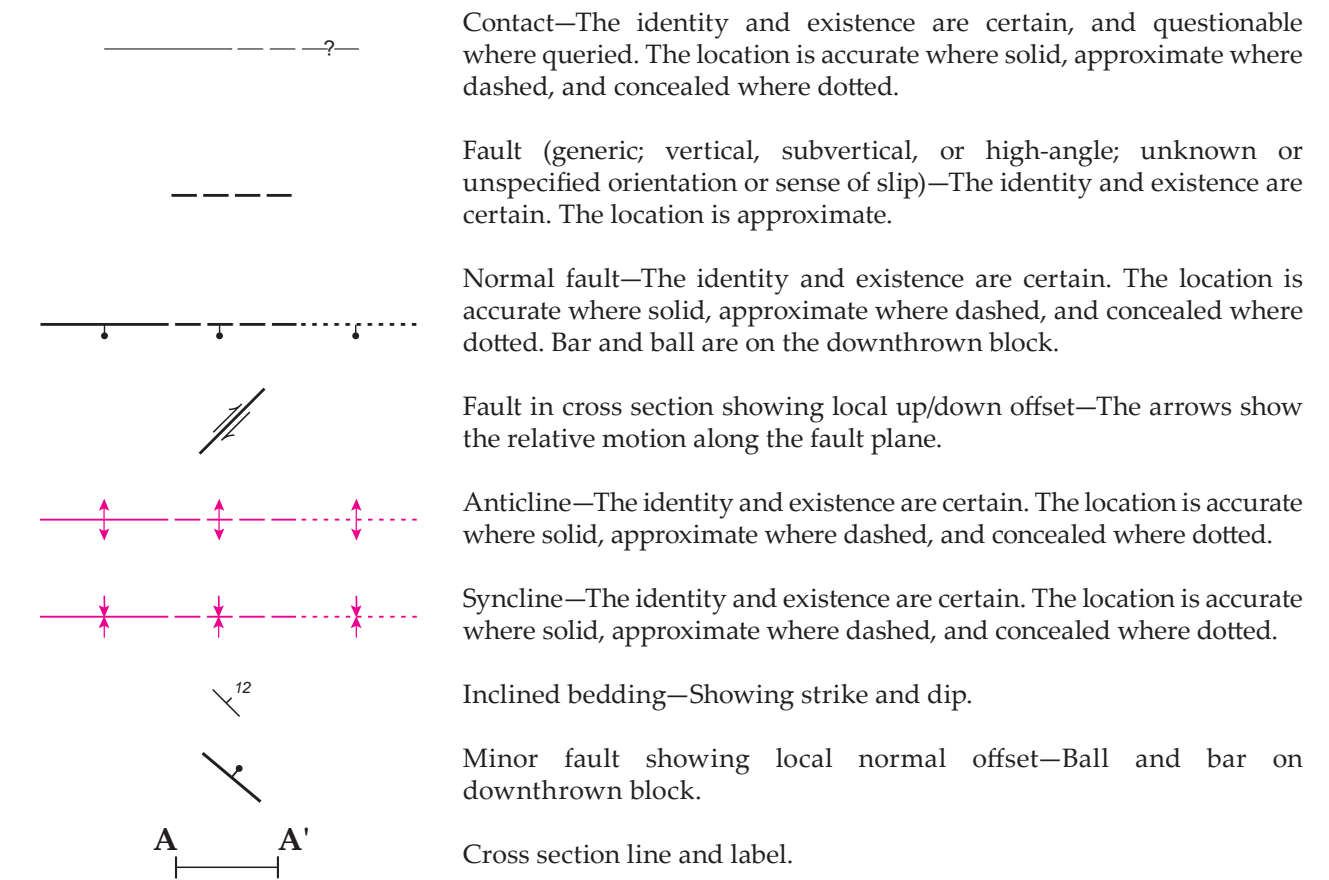 Contact—The identity and existence are certain, and questionable
?
where queried. The location is accurate where solid, approximate where
dashed, and concealed where dotted.
Fault (generic; vertical, subvertical, or high-angle; unknown or
unspecified orientation or sense of slip)—The identity and existence are
certain. The location is approximate.
Normal fault—The identity and existence are certain. The location is
accurate where solid, approximate where dashed, and concealed where
dotted. Bar and ball are on the downthrown block.
Fault in cross section showing local up/down offset—The arrows show
the relative motion along the fault plane.
Anticline—The identity and existence are certain. The location is accurate
where solid, approximate where dashed, and concealed where dotted.
Syncline—The identity and existence are certain. The location is accurate
where solid, approximate where dashed, and concealed where dotted.
12
Inclined bedding—Showing strike and dip.
Minor fault showing local normal offset—Ball and bar on
downthrown block.
A A'
Cross section line and label.